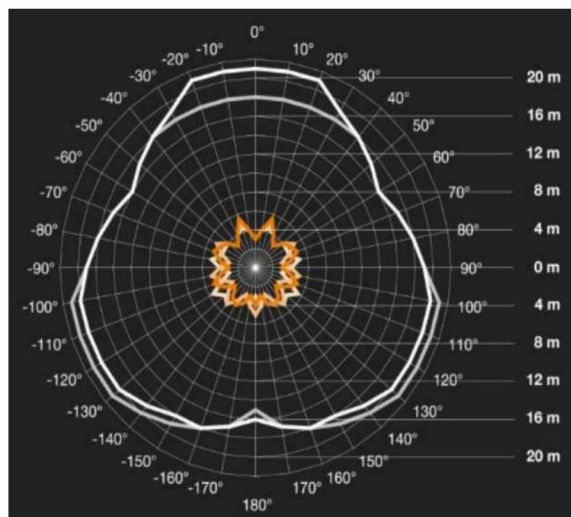 0°
-10° 10°
-20° 20°
-30° 30° 20 m
-40° 40°
16 m
-50° 50°
-60° 60° 12 m
-70° 70° 8 m
-80° 80° 4 m
-90° 90° 0 m
-100° 100° 4 m
-110° 110° 8 m
-120° 120° 12 m
-130° 130°
16 m
-140° 140°
-150° 150°
-160° 160° 20 m
-170° 170°
180°